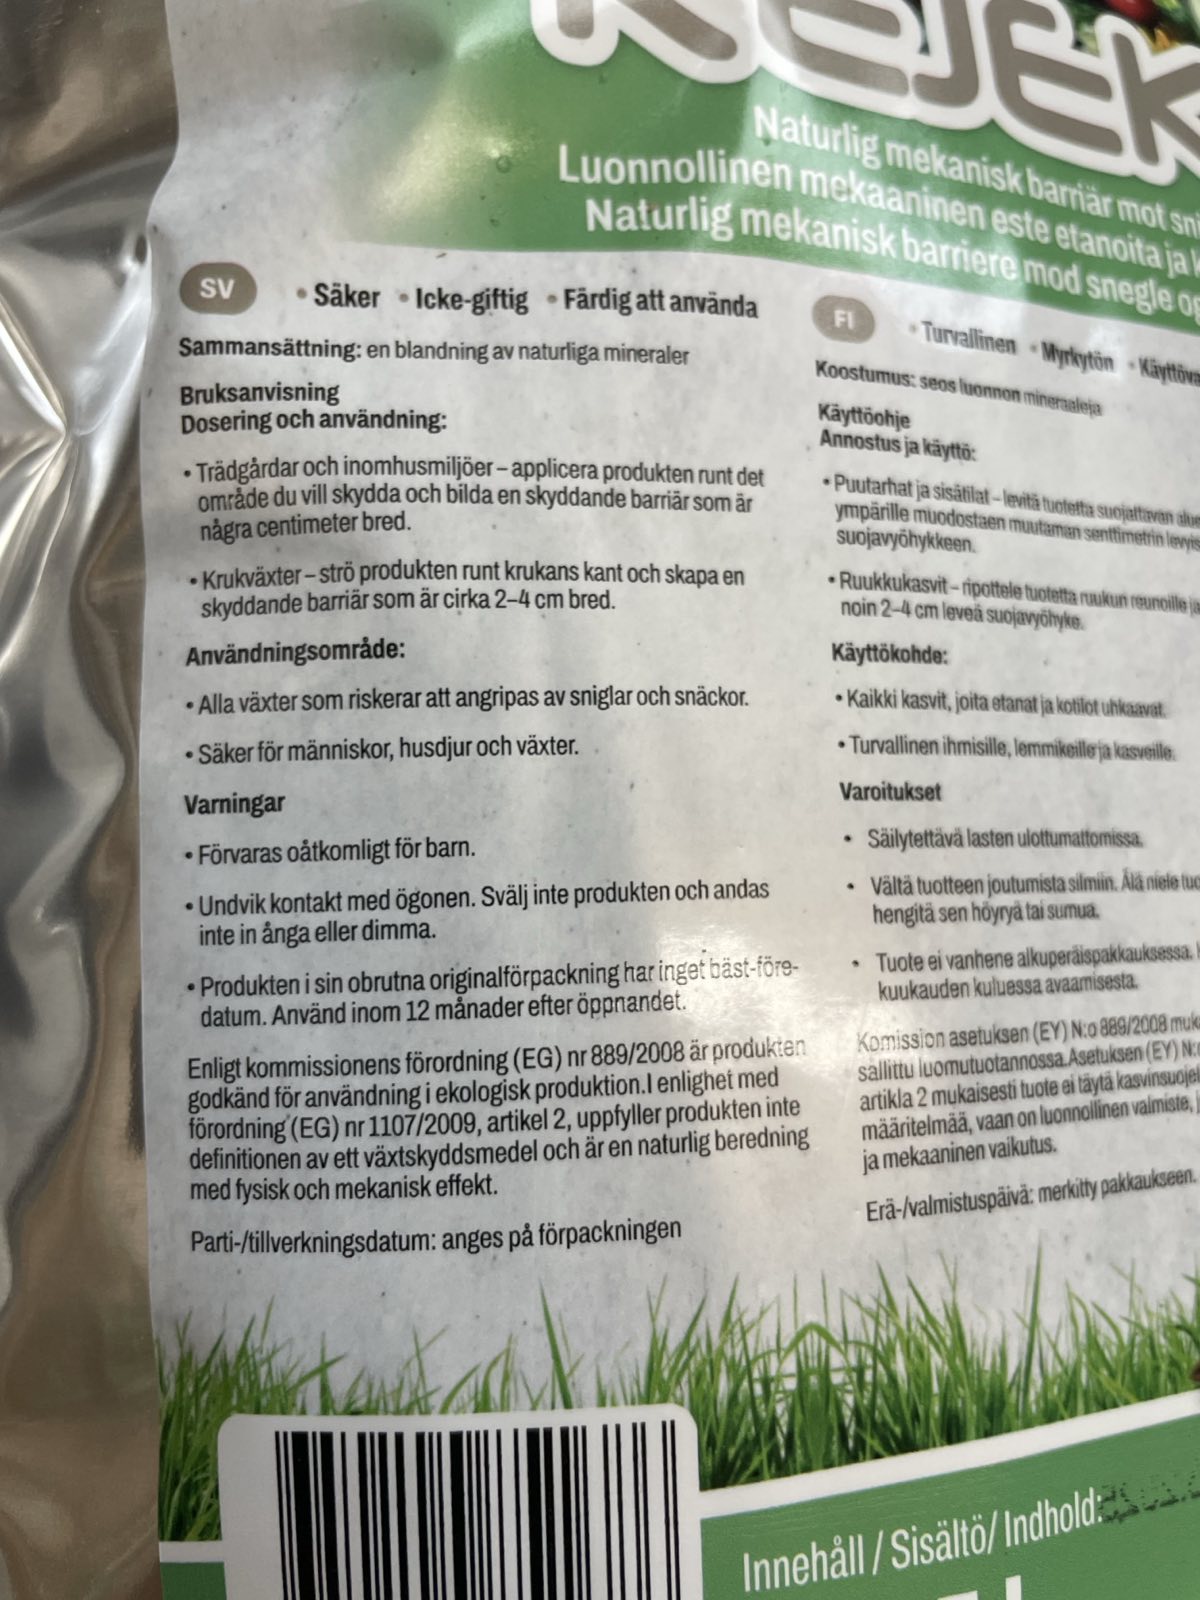 Naturlig mekanisk barriär mot
Luonnollinen mekaaninen este etanoita ja
Naturlig mekanisk barriere mod snegle og
SV
• Säker • Icke-giftig • Färdig att använda
Sammansättning: en blandning av naturliga mineraler
Bruksanvisning
Dosering och användning:
• Trädgårdar och inomhusmiljöer – applicera produkten runt det
område du vill skydda och bilda en skyddande barriär som är
några centimeter bred.
• Krukväxter – strö produkten runt krukans kant och skapa en
skyddande barriär som är cirka 2–4 cm bred.
Användningsområde:
• Alla växter som riskerar att angripas av sniglar och snäckor.
• Säker för människor, husdjur och växter.
Varningar
• Förvaras oåtkomligt för barn.
• Undvik kontakt med ögonen. Svälj inte produkten och andas
inte in ånga eller dimma.
• Produkten i sin obrutna originalförpackning har inget bäst-före-
datum. Använd inom 12 månader efter öppnandet.
Enligt kommissionens förordning (EG) nr 889/2008 är produkten
godkänd för användning i ekologisk produktion.I enlighet med
förordning (EG) nr 1107/2009, artikel 2, uppfyller produkten inte
definitionen av ett växtskyddsmedel och är en naturlig beredning
med fysisk och mekanisk effekt.
Parti-/tillverkningsdatum: anges på förpackningen
FI
• Turvallinen • Myrkytön
Koostumus: seos luonnon mineraaleja
Käyttöohje
Annostus ja käyttö:
• Puutarhat ja sisätilat – levitä tuotetta suojattavan
ympärille muodostaen muutaman senttimetrin
suojavyöhykkeen.
• Ruukkukasvit – ripottele tuotetta ruukun reunoille
noin 2–4 cm leveä suojavyöhyke.
Käyttökohde:
• Kaikki kasvit, joita etanat ja kotilot uhkaavat.
• Turvallinen ihmisille, lemmikeille ja kasveille.
Varoitukset
• Säilytettävä lasten ulottumattomissa.
• Vältä tuotteen joutumista silmiin. Älä niele
hengitä sen höyryä tai sumua.
• Tuote ei vanhene alkuperäispakkauksessa.
kuukauden kuluessa avaamisesta.
Komission asetuksen (EY) N:o 889/2008
sallittu luomutuotannossa.Asetuksen (EY)
artikla 2 mukaisesti tuote ei täytä
määritelmää, vaan on luonnollinen valmiste,
ja mekaaninen vaikutus.
Erä-/valmistuspäivä: merkitty pakkaukseen.
Innehåll / Sisältö/ Indhold: